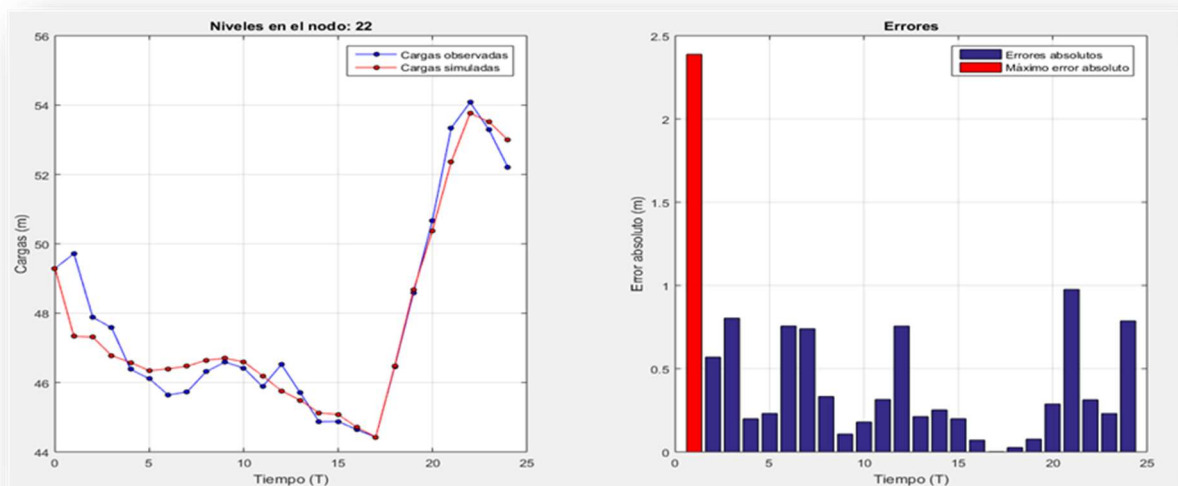 Niveles en el nodo: 22
56
54
52
50
48
46
44
Cargas (m)
Cargas observadas
Cargas simuladas
0
5
10
15
20
25
Tiempo (T)
Errores
2.5
2
1.5
1
0.5
0
Error absoluto (m)
Errores absolutos
Máximo error absoluto
0
5
10
15
20
25
Tiempo (T)